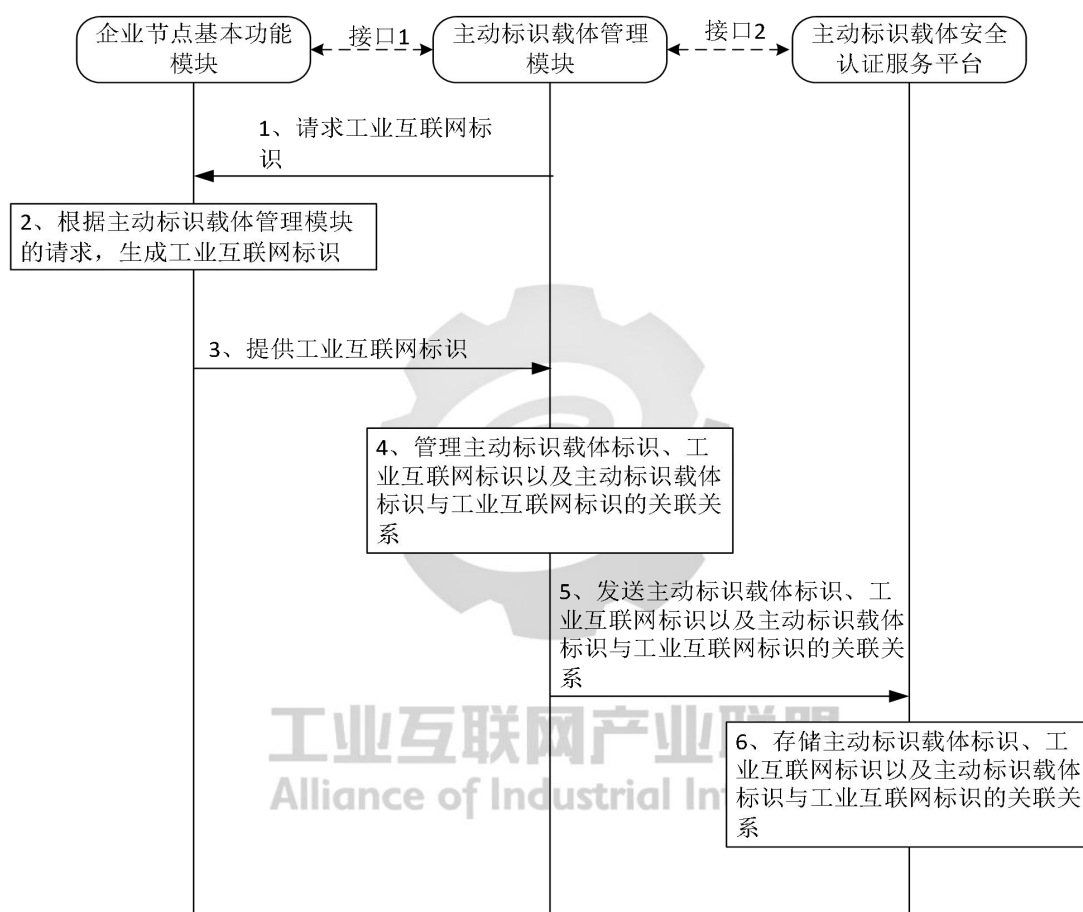 企业节点基本功能
模块
接口1
主动标识载体管理
模块
接口2
主动标识载体安全
认证服务平台
1、请求工业互联网标
识
2、根据主动标识载体管理模块
的请求，生成工业互联网标识
3、提供工业互联网标识
4、管理主动标识载体标识、工
业互联网标识以及主动标识载体
标识与工业互联网标识的关联关
系
5、发送主动标识载体标识、工
业互联网标识以及主动标识载体
标识与工业互联网标识的关联关
系
工业互联网产业联盟
6、存储主动标识载体标识、工
业互联网标识以及主动标识载体
标识与工业互联网标识的关联关
系
Alliance of Industrial